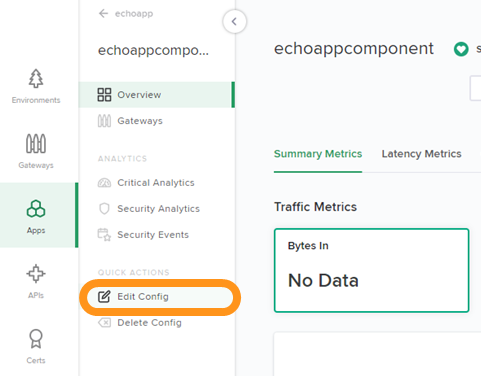 Environments
Gateways
Apps
APIs
Certs
echoapp
echoappcompo...
Overview
Gateways
ANALYTICS
Critical Analytics
Security Analytics
Security Events
QUICK ACTIONS
Edit Config
Delete Config
echoappcomponent
Summary Metrics Latency Metrics
Traffic Metrics
Bytes In
No Data